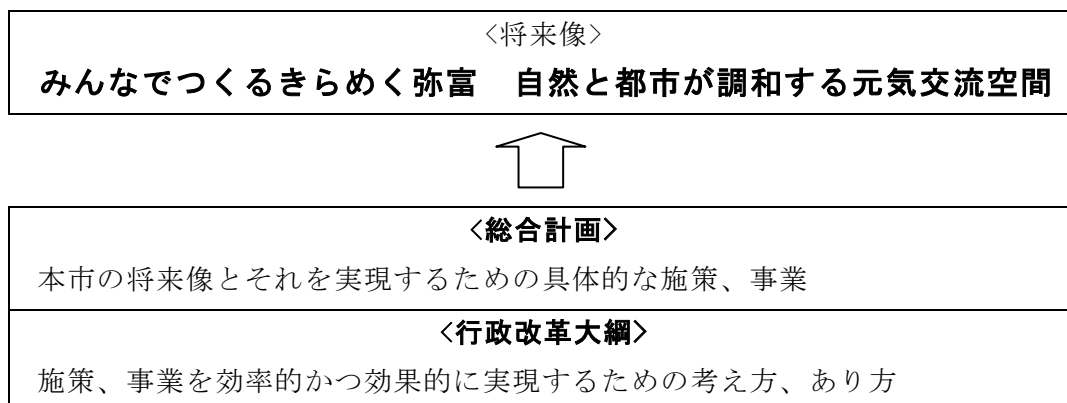 <将来像>
みんなでつくるきらめく弥富　自然と都市が調和する元気交流空間
<総合計画>
本市の将来像とそれを実現するための具体的な施策、事業
<行政改革大綱>
施策、事業を効率的かつ効果的に実現するための考え方、あり方